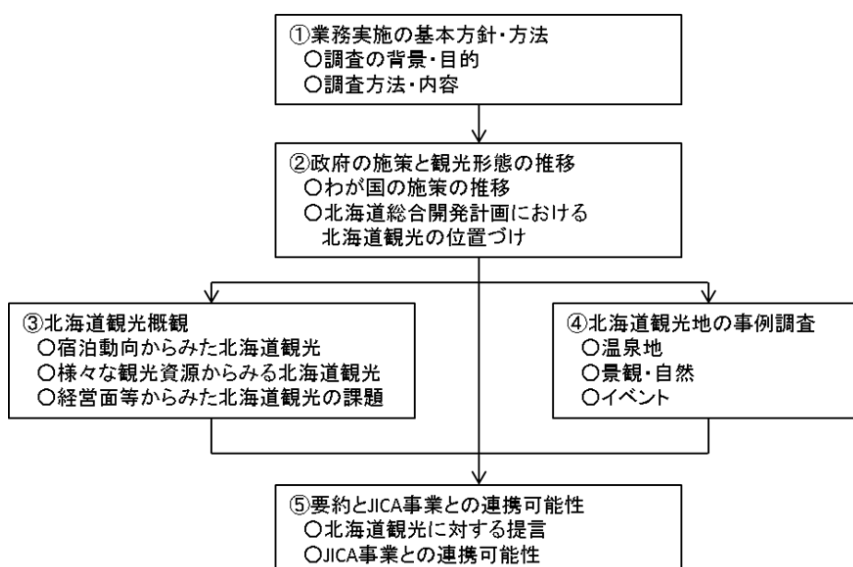 ①業務実施の基本方針・方法
○調査の背景・目的
○調査方法・内容
②政府の施策と観光形態の推移
○わが国の施策の推移
○北海道総合開発計画における
北海道観光の位置づけ
③北海道観光概観
○宿泊動向からみた北海道観光
○様々な観光資源からみる北海道観光
○経営面等からみた北海道観光の課題
④北海道観光地の事例調査
○温泉地
○景観・自然
○イベント
⑤要約とJICA事業との連携可能性
○北海道観光に対する提言
○JICA事業との連携可能性